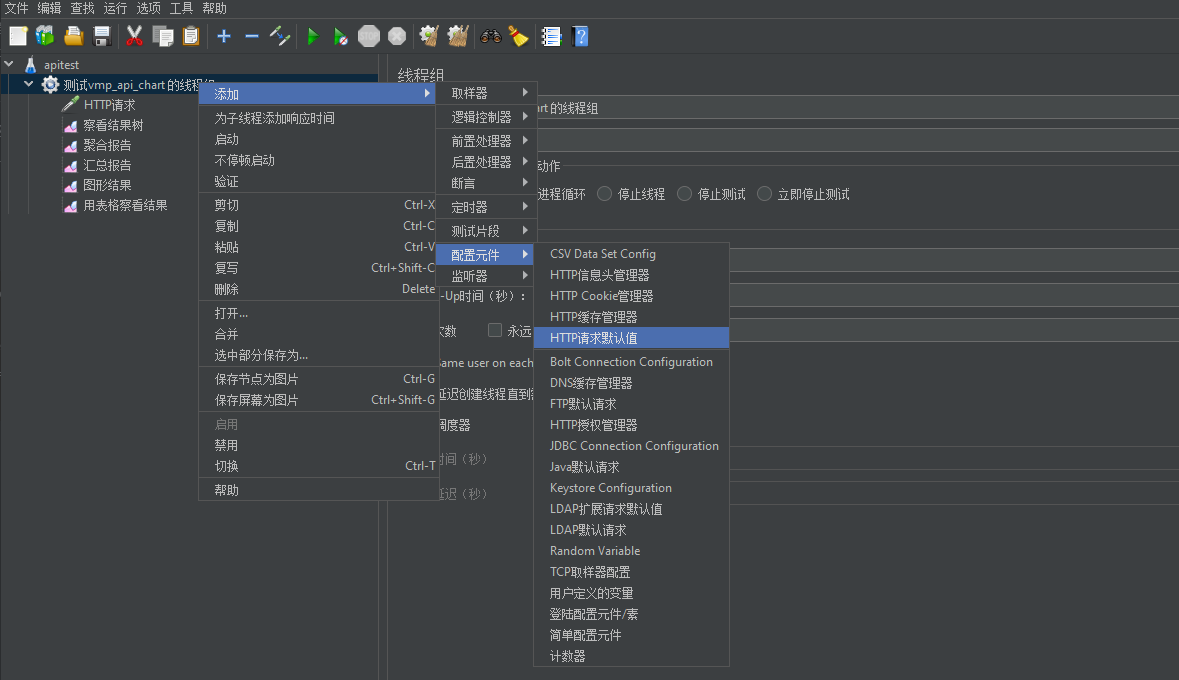 文件 编辑 查找 运行 选项 工具 帮助
STOP
apitest
测试vmp_api_chart 的线程组
HTTP请求
察看结果树
聚合报告
汇总报告
图形结果
用表格察看结果
添加
为子线程添加响应时间
启动
不停顿启动
验证
剪切 Ctrl-X
复制 Ctrl-C
粘贴 Ctrl-V
复写 Ctrl+Shift-C
删除 Delete
打开...
合并
选中部分保存为...
保存节点为图片 Ctrl-G
保存屏幕为图片 Ctrl+Shift-G
启用
禁用
切换 Ctrl-T
帮助
取样器
逻辑控制器
前置处理器
后置处理器
断言
定时器
测试片段
配置元件
监听器
CSV Data Set Config
HTTP信息头管理器
HTTP Cookie管理器
HTTP缓存管理器
HTTP请求默认值
Bolt Connection Configuration
DNS缓存管理器
FTP默认请求
HTTP授权管理器
JDBC Connection Configuration
Java默认请求
Keystore Configuration
LDAP扩展请求默认值
LDAP默认请求
Random Variable
TCP取样器配置
用户定义的变量
登陆配置元件/素
简单配置元件
计数器
线程组
art 的线程组
动作
进程循环 停止线程 停止测试 立即停止测试
-Up时间（秒）：
次数 永远
Same user on each
延迟创建线程直到
调度器
时间（秒）
延迟（秒）